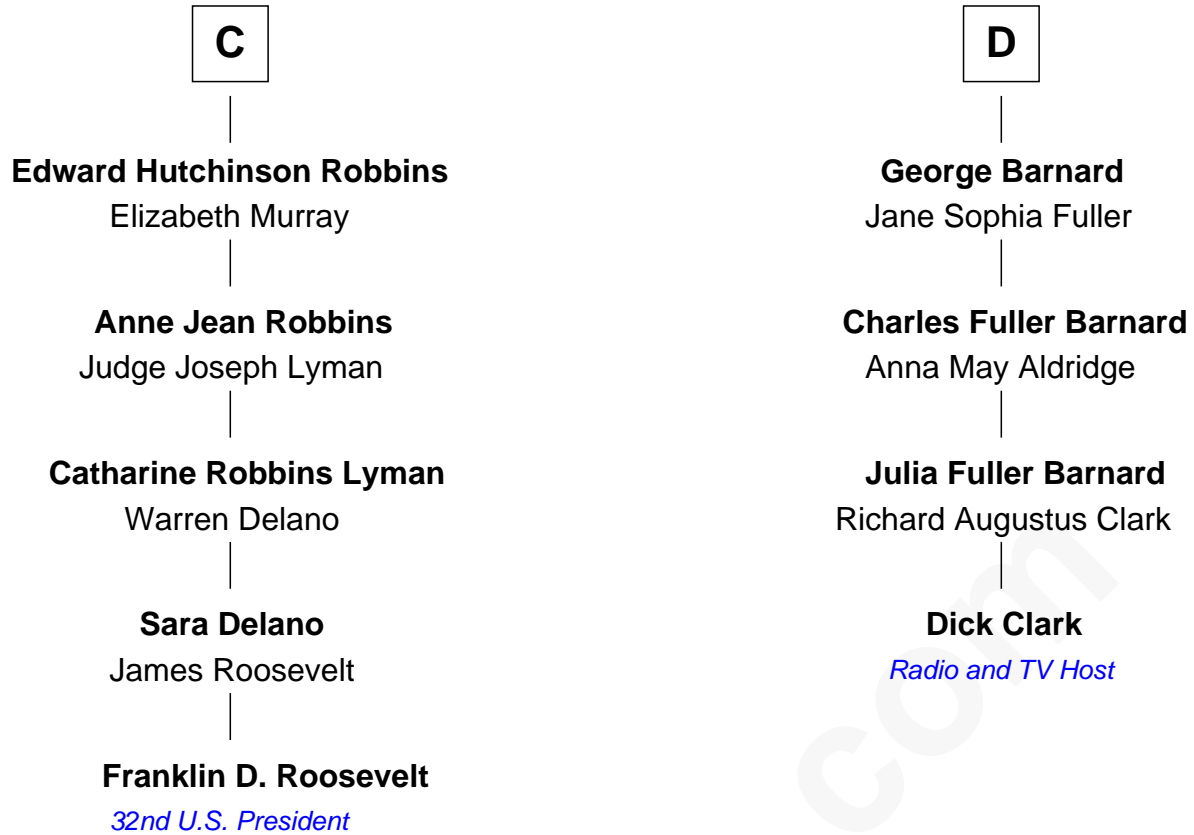 C
Edward Hutchinson Robbins
Elizabeth Murray
Anne Jean Robbins
Judge Joseph Lyman
Catharine Robbins Lyman
Warren Delano
Sara Delano
James Roosevelt
Franklin D. Roosevelt
32nd U.S. President
D
George Barnard
Jane Sophia Fuller
Charles Fuller Barnard
Anna May Aldridge
Julia Fuller Barnard
Richard Augustus Clark
Dick Clark
Radio and TV Host
com